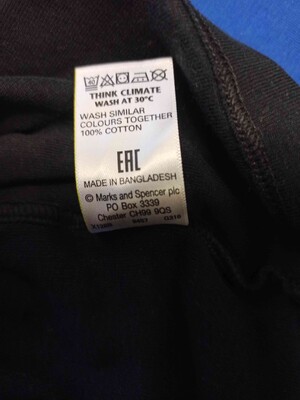 40
THINK CLIMATE
WASH AT 30°C
WASH SIMILAR
COLOURS TOGETHER
100% COTTON
EAC
MADE IN BANGLADESH
© Marks and Spencer plc
PO Box 3339
Chester CH99 9QS